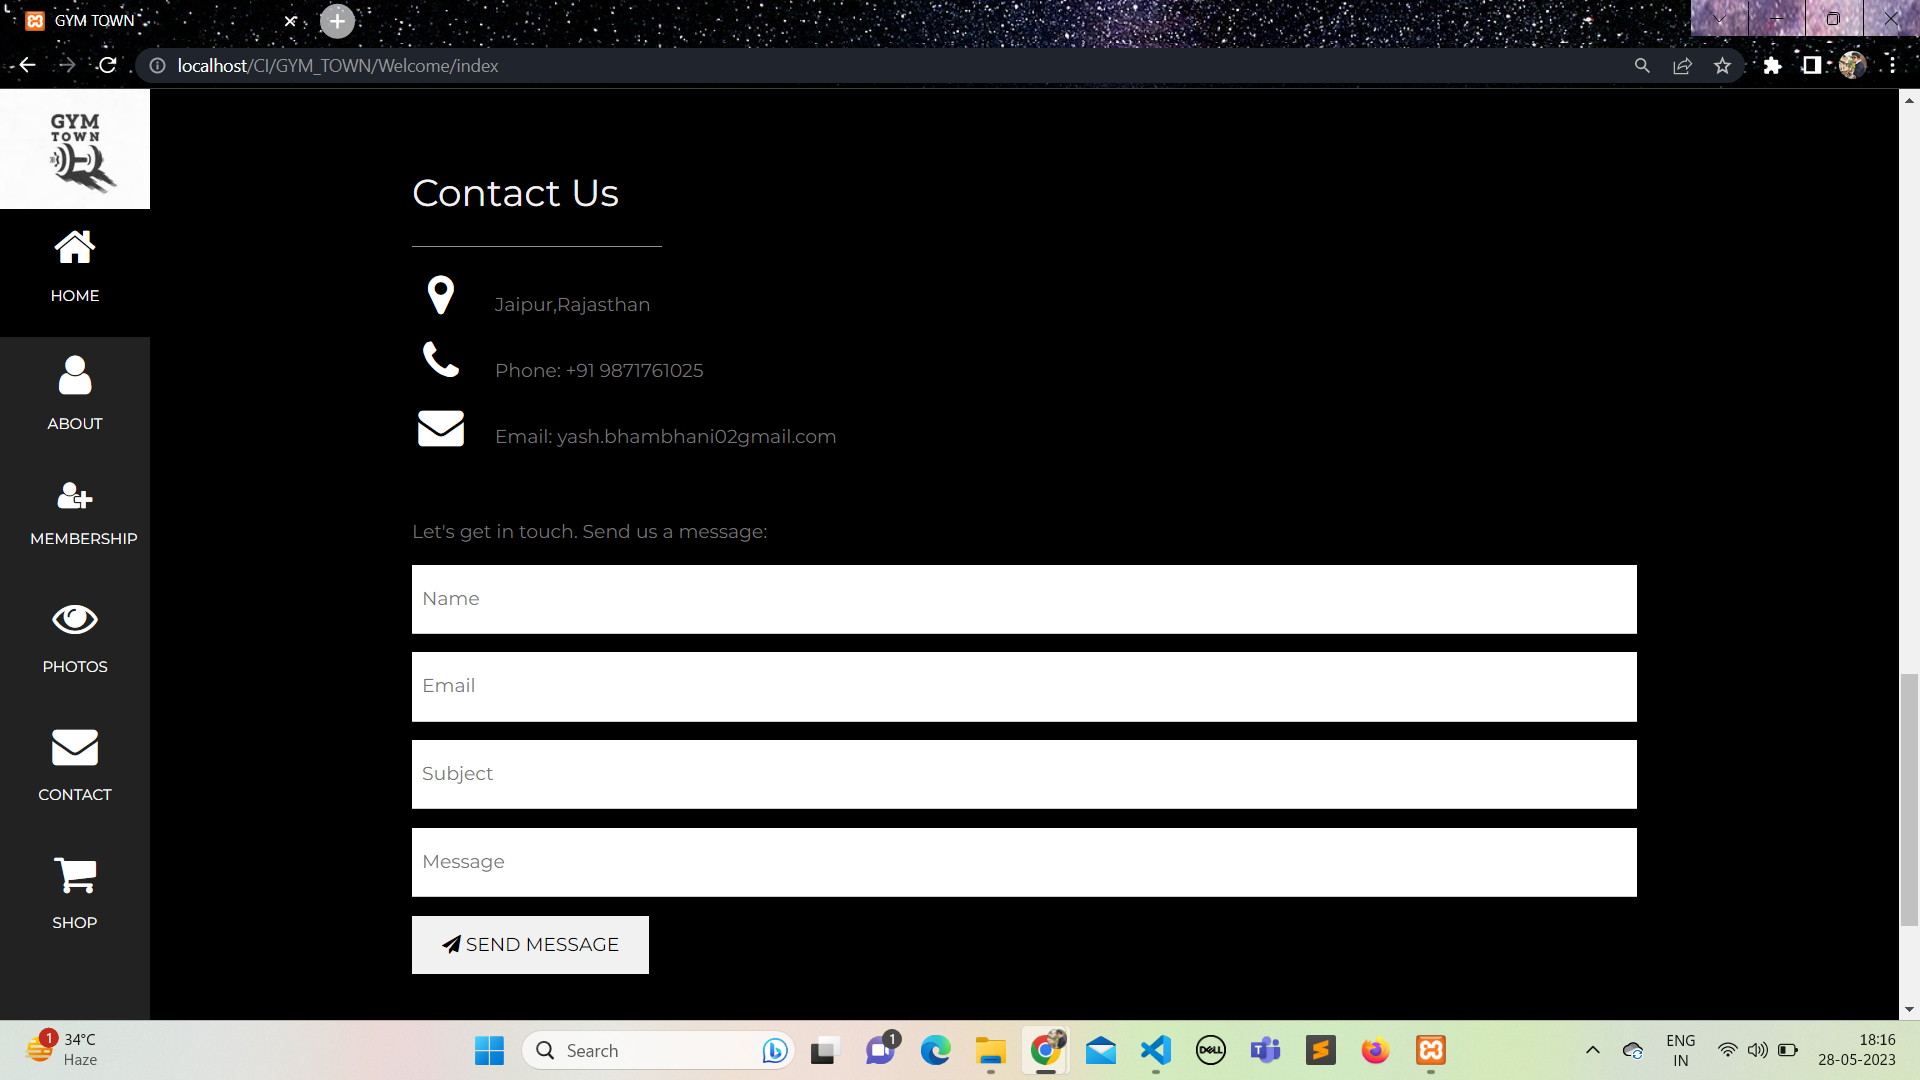 GYM TOWN
localhost/CI/GYM_TOWN/Welcome/index
GYM
TOWN
HOME
ABOUT
MEMBERSHIP
PHOTOS
CONTACT
SHOP
Contact Us
Jaipur,Rajasthan
Phone: +91 9871761025
Email: yash.bhambhani02gmail.com
Let's get in touch. Send us a message:
Name
Email
Subject
Message
SEND MESSAGE
1
34°C
Haze
Search
1
DELL
ENG
IN
18:16
28-05-2023